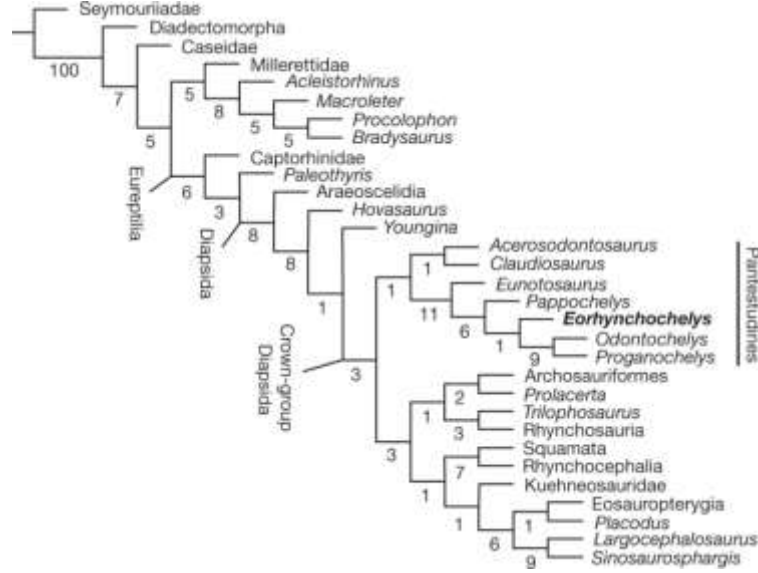 Seymouriidae
Diadectomorpha
100
Caseidae
7
Millerettidae
5
Acleistorhinus
8
Macroleter
5
Procolophon
5
Bradysaurus
5
Captorhinidae
Eureptilia
6
Paleothyris
3
Araeoscelidia
Diapsida
8
Hovasaurus
8
Youngina
1
Acerosodontosaurus
1
Claudiosaurus
1
Eunotosaurus
11
Pappochelys
6
Eorhynchochelys
1
Odontochelys
9
Proganochelys
Pantestudines
Crown-group
Diapsida
3
Archosauriformes
2
Prolacerta
1
Trilophosaurus
3
Rhynchosauria
3
Squamata
7
Rhynchocephalia
1
Kuehneosauridae
1
Eosauropterygia
1
Placodus
6
Largocephalosaurus
9
Sinosaurosphargis